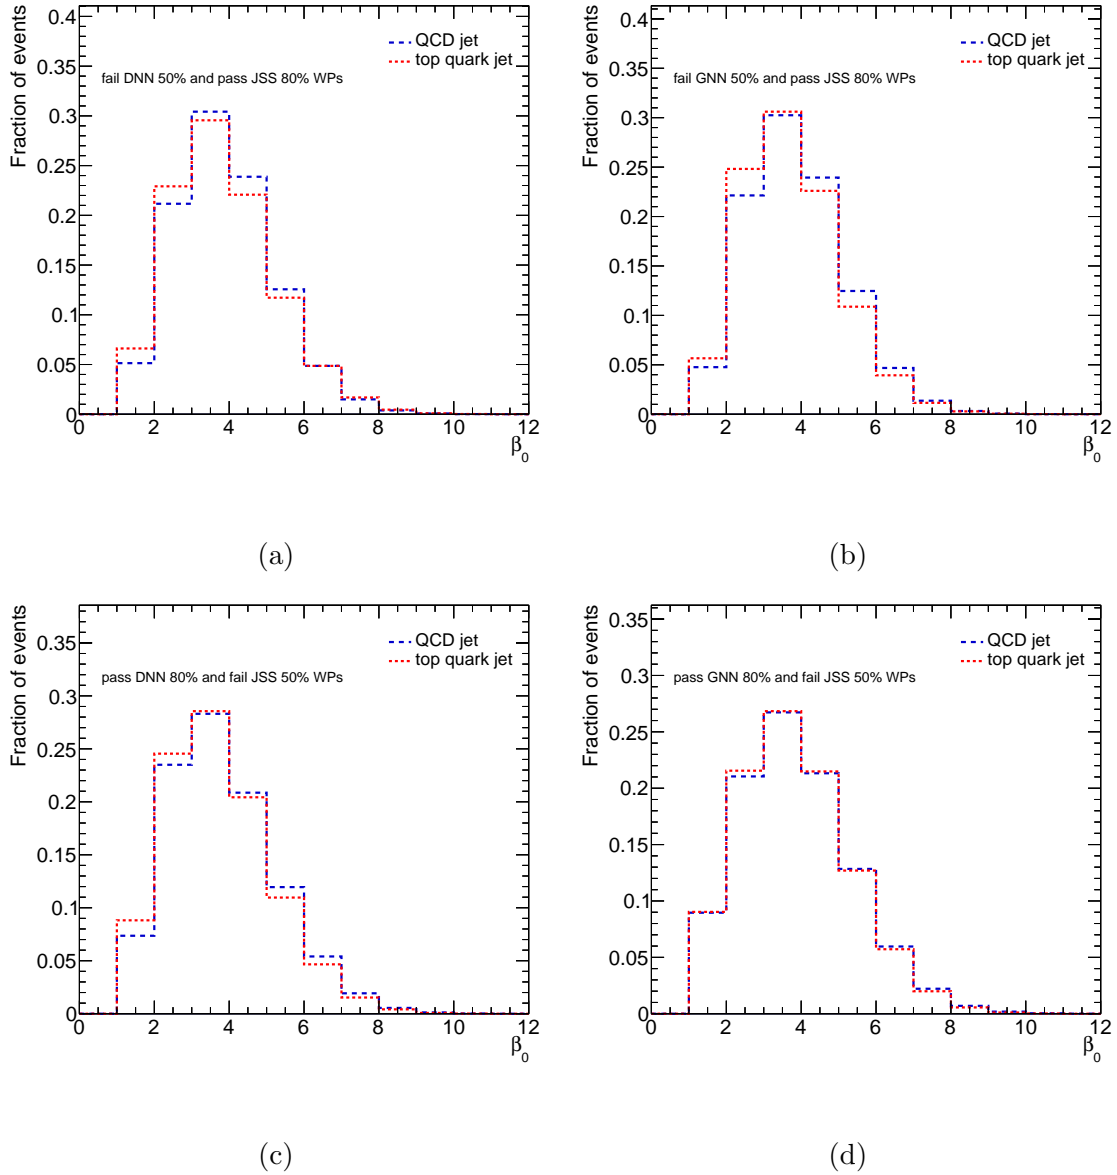 Fraction of events
0.4
0.35
0.3
0.25
0.2
0.15
0.1
0.05
0
QCD jet
top quark jet
fail DNN 50% and pass JSS 80% WPs
0 2 4 6 8 10 12
β₀
(a)
Fraction of events
0.4
0.35
0.3
0.25
0.2
0.15
0.1
0.05
0
QCD jet
top quark jet
fail GNN 50% and pass JSS 80% WPs
0 2 4 6 8 10 12
β₀
(b)
Fraction of events
0.35
0.3
0.25
0.2
0.15
0.1
0.05
0
QCD jet
top quark jet
pass DNN 80% and fail JSS 50% WPs
0 2 4 6 8 10 12
β₀
(c)
Fraction of events
0.35
0.3
0.25
0.2
0.15
0.1
0.05
0
QCD jet
top quark jet
pass GNN 80% and fail JSS 50% WPs
0 2 4 6 8 10 12
β₀
(d)